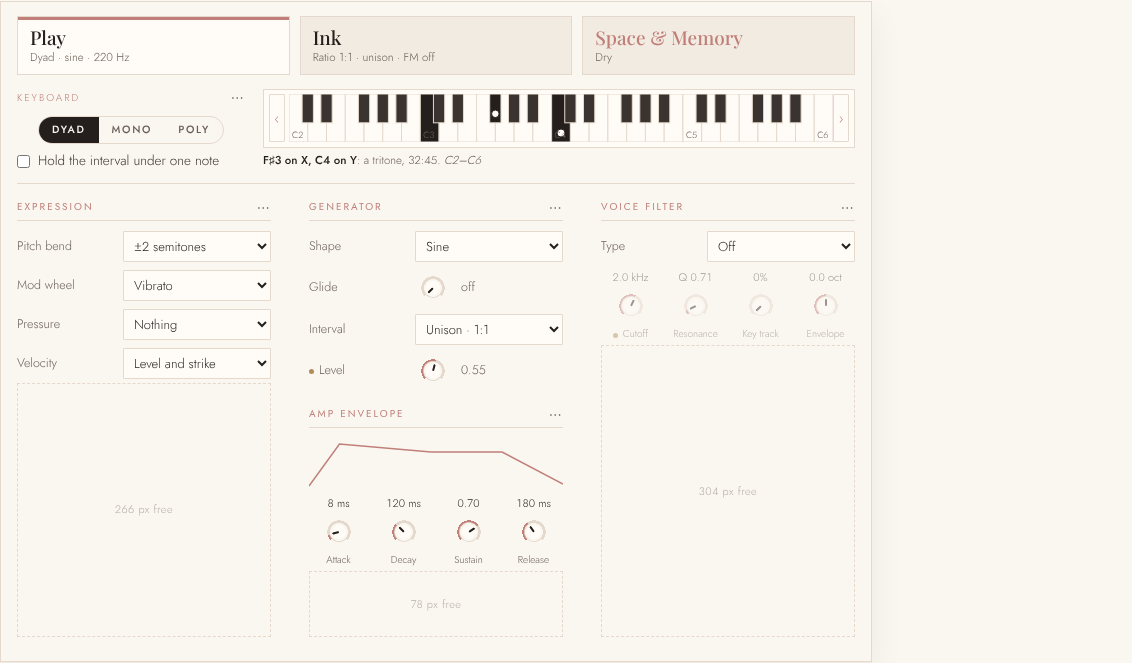 Play
Dyad · sine · 220 Hz
Ink
Ratio 1:1 · unison · FM off
Space & Memory
Dry
KEYBOARD
...
DYAD MONO POLY
Hold the interval under one note
‹ C2 C3 C5 C6 ›
F♯3 on X, C4 on Y: a tritone, 32:45. C2–C6
EXPRESSION
...
Pitch bend
±2 semitones
Mod wheel
Vibrato
Pressure
Nothing
Velocity
Level and strike
266 px free
GENERATOR
...
Shape
Sine
Glide
off
Interval
Unison · 1:1
Level
0.55
AMP ENVELOPE
...
8 ms 120 ms 0.70 180 ms
Attack Decay Sustain Release
78 px free
VOICE FILTER
...
Type
Off
2.0 kHz Q 0.71 0% 0.0 oct
Cutoff Resonance Key track Envelope
304 px free